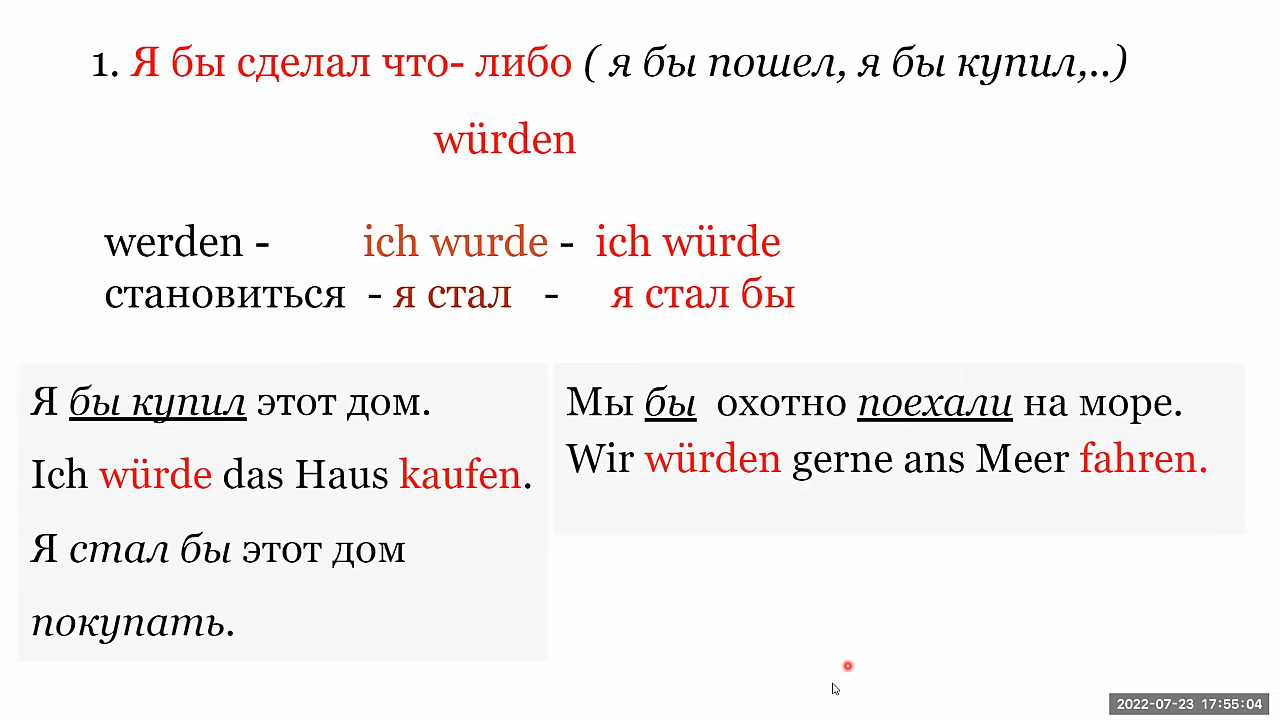 1. Я бы сделал что- либо ( я бы пошел, я бы купил,..)
würden
werden - ich wurde - ich würde
становиться - я стал - я стал бы
Я бы купил этот дом.
Ich würde das Haus kaufen.
Я стал бы этот дом
покупать.
Мы бы охотно поехали на море.
Wir würden gerne ans Meer fahren.
2022-07-23 17:55:04